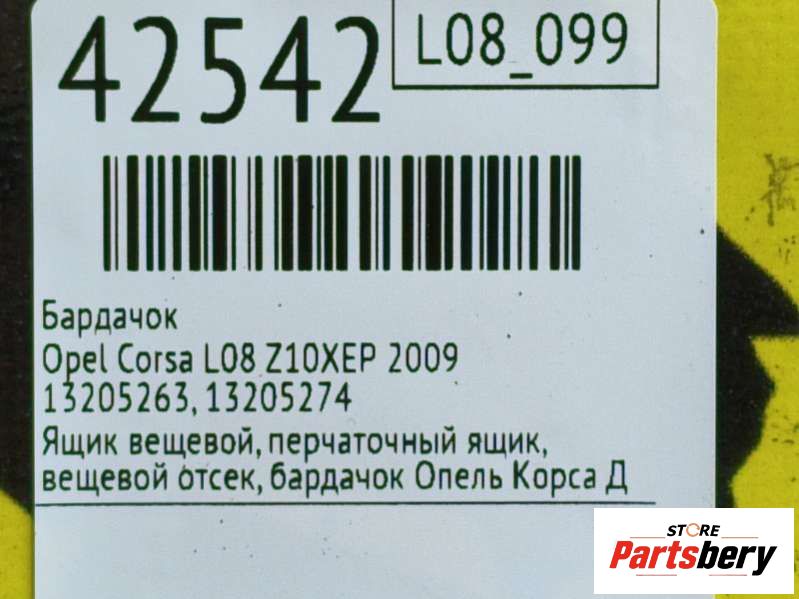 42542
L08_099
Бардачок
Opel Corsa L08 Z10XEP 2009
13205263, 13205274
Ящик вещевой, перчаточный ящик,
вещевой отсек, бардачок Опель Корса Д
STORE
Partsbery